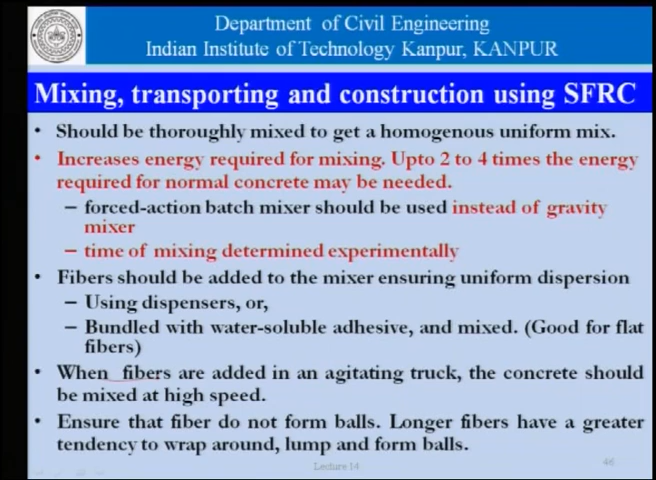 Department of Civil Engineering
Indian Institute of Technology Kanpur, KANPUR
Mixing, transporting and construction using SFRC
• Should be thoroughly mixed to get a homogenous uniform mix.
• Increases energy required for mixing. Upto 2 to 4 times the energy
required for normal concrete may be needed.
– forced-action batch mixer should be used instead of gravity
mixer
– time of mixing determined experimentally
• Fibers should be added to the mixer ensuring uniform dispersion
– Using dispensers, or,
– Bundled with water-soluble adhesive, and mixed. (Good for flat
fibers)
• When fibers are added in an agitating truck, the concrete should
be mixed at high speed.
• Ensure that fiber do not form balls. Longer fibers have a greater
tendency to wrap around, lump and form balls.
Lecture 14
46